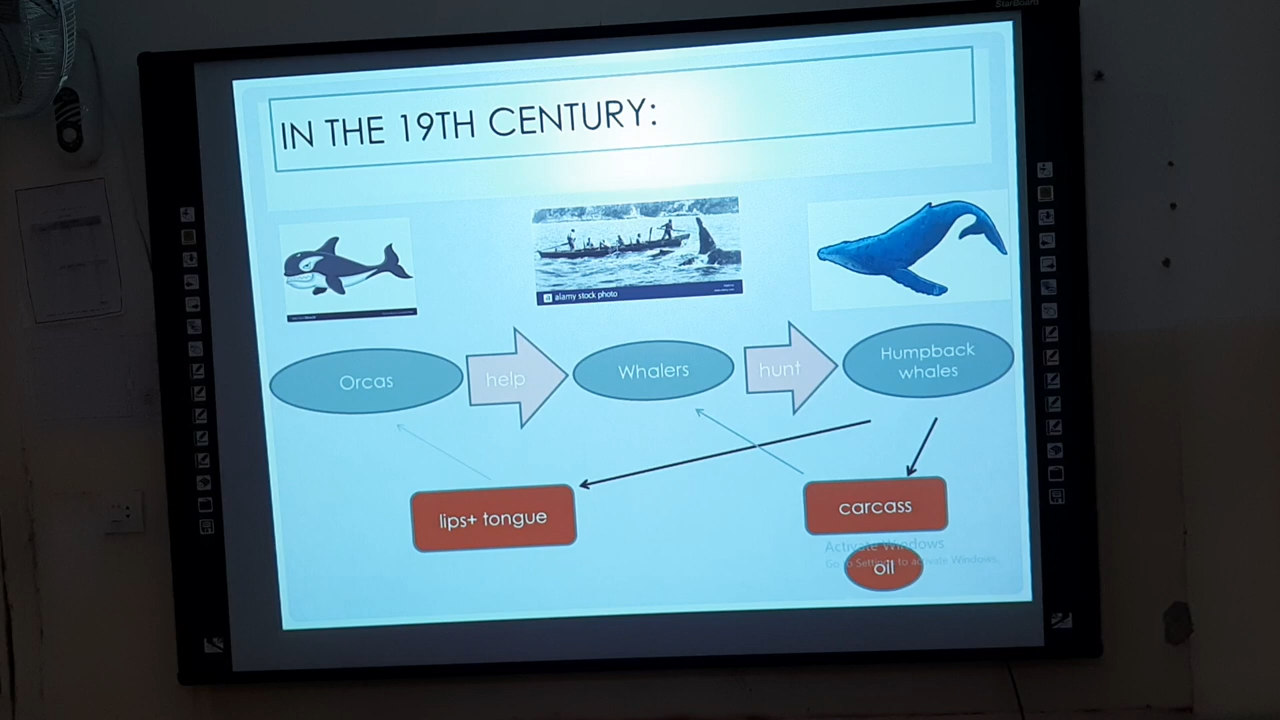 StarBoard
IN THE 19TH CENTURY:
a alamy stock photo
Orcas
help
Whalers
hunt
Humpback
whales
lips+ tongue
carcass
Activate Windows
Go to Settings to activate Windows.
oil